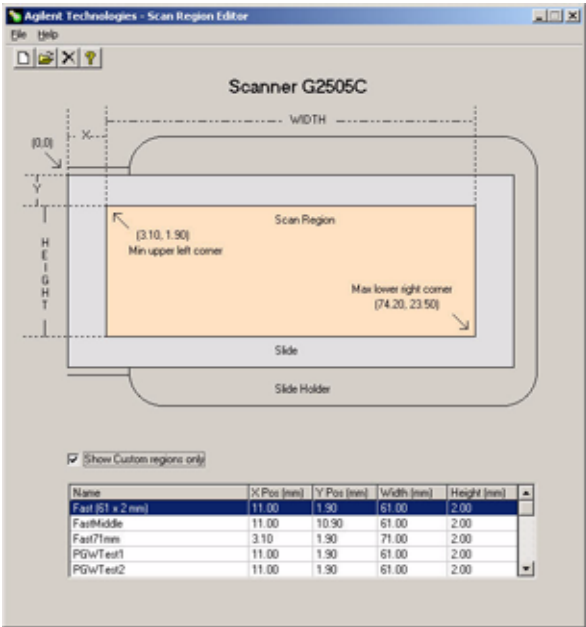 Agilent Technologies - Scan Region Editor
File Help
Scanner G2505C
WIDTH
X
(0,0)
Y
HEIGHT
Scan Region
(3.10, 1.90)
Min upper left corner
Max lower right corner
(74.20, 23.50)
Slide
Slide Holder
Show Custom regions only
Name X Pos (mm) Y Pos (mm) Width (mm) Height (mm)
Fast (61 x 2 mm) 11.00 1.90 61.00 2.00
FastMiddle 11.00 10.90 61.00 2.00
Fast71mm 3.10 1.90 71.00 2.00
PGWTest1 11.00 1.90 61.00 2.00
PGWTest2 11.00 1.90 61.00 2.00